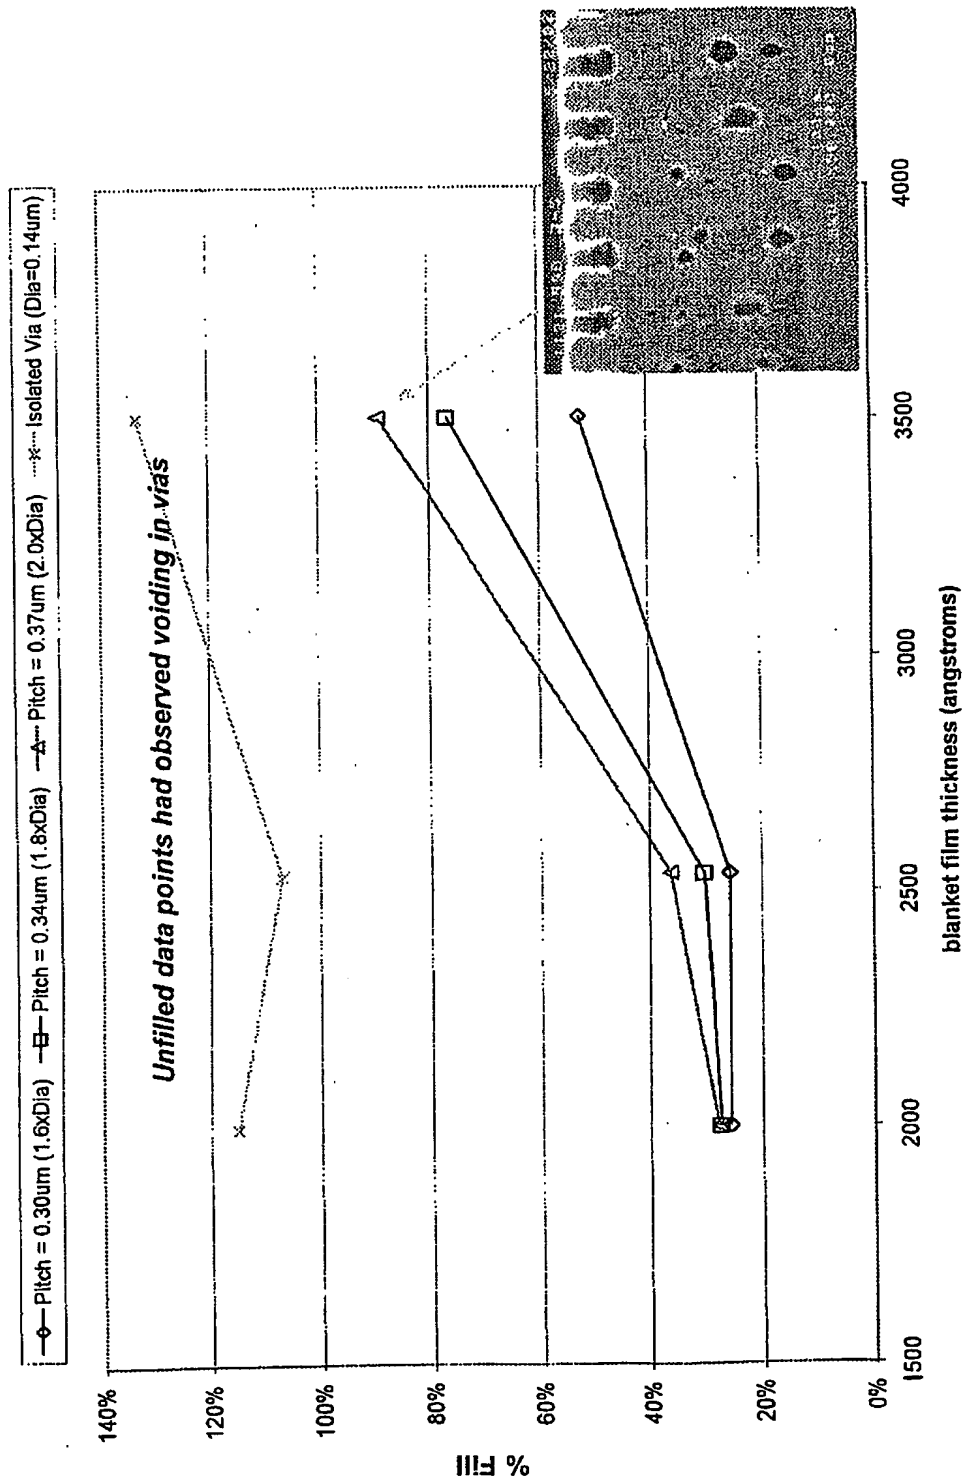 Pitch = 0.30um (1.6xDia) Pitch = 0.34um (1.8xDia) Pitch = 0.37um (2.0xDia) Isolated Via (Dia=0.14um)
140%
120%
100%
80%
60%
40%
20%
0%
% Fill
Unfilled data points had observed voiding in vias
1500 2000 2500 3000 3500 4000
blanket film thickness (angstroms)